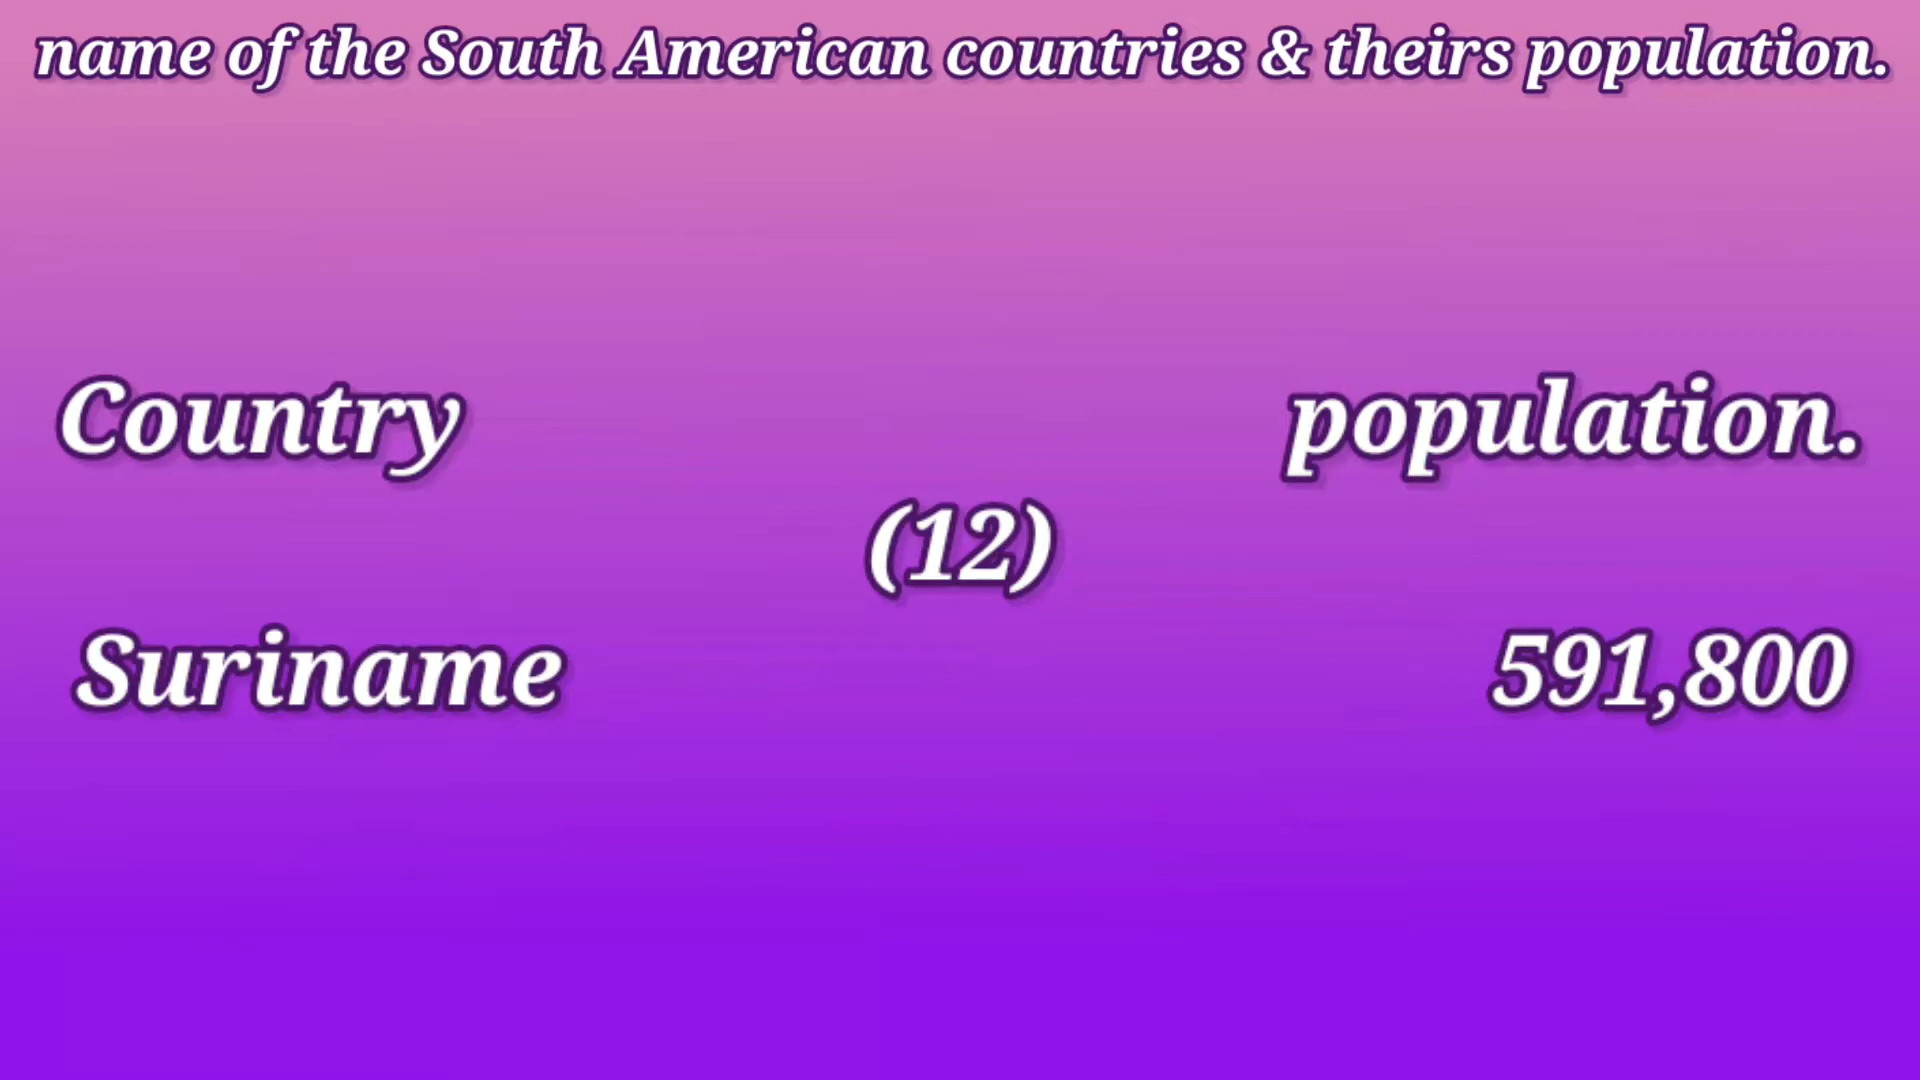 name of the South American countries & theirs population.
Country population.
(12)
Suriname 591,800